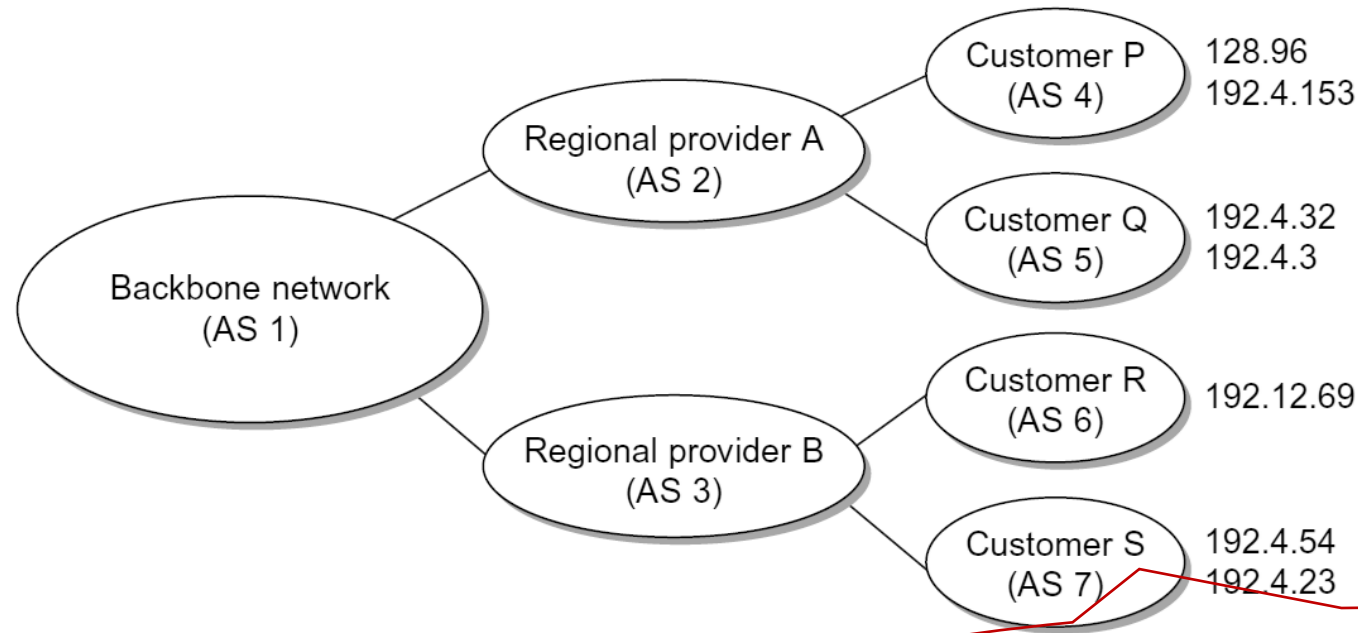 Customer P
(AS 4)
128.96
192.4.153
Regional provider A
(AS 2)
Customer Q
(AS 5)
192.4.32
192.4.3
Backbone network
(AS 1)
Customer R
(AS 6)
192.12.69
Regional provider B
(AS 3)
Customer S
(AS 7)
192.4.54
192.4.23